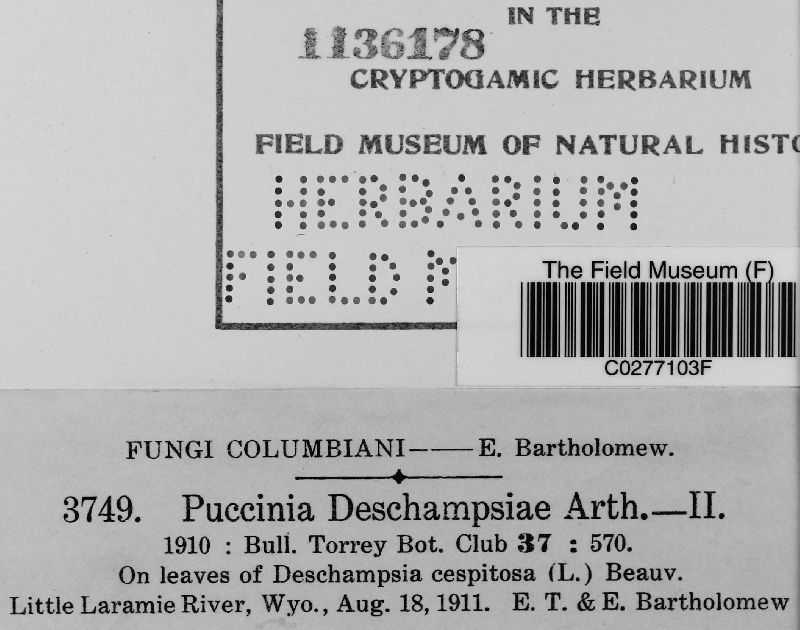 IN THE
1136178
CRYPTOGAMIC HERBARIUM
FIELD MUSEUM OF NATURAL HISTO
HERBARIUM
FIELD M
The Field Museum (F)
C0277103F
FUNGI COLUMBIANI——E. Bartholomew.
3749. Puccinia Deschampsiae Arth.—II.
1910 : Bull. Torrey Bot. Club 37 : 570.
On leaves of Deschampsia cespitosa (L.) Beauv.
Little Laramie River, Wyo., Aug. 18, 1911. E. T. & E. Bartholomew